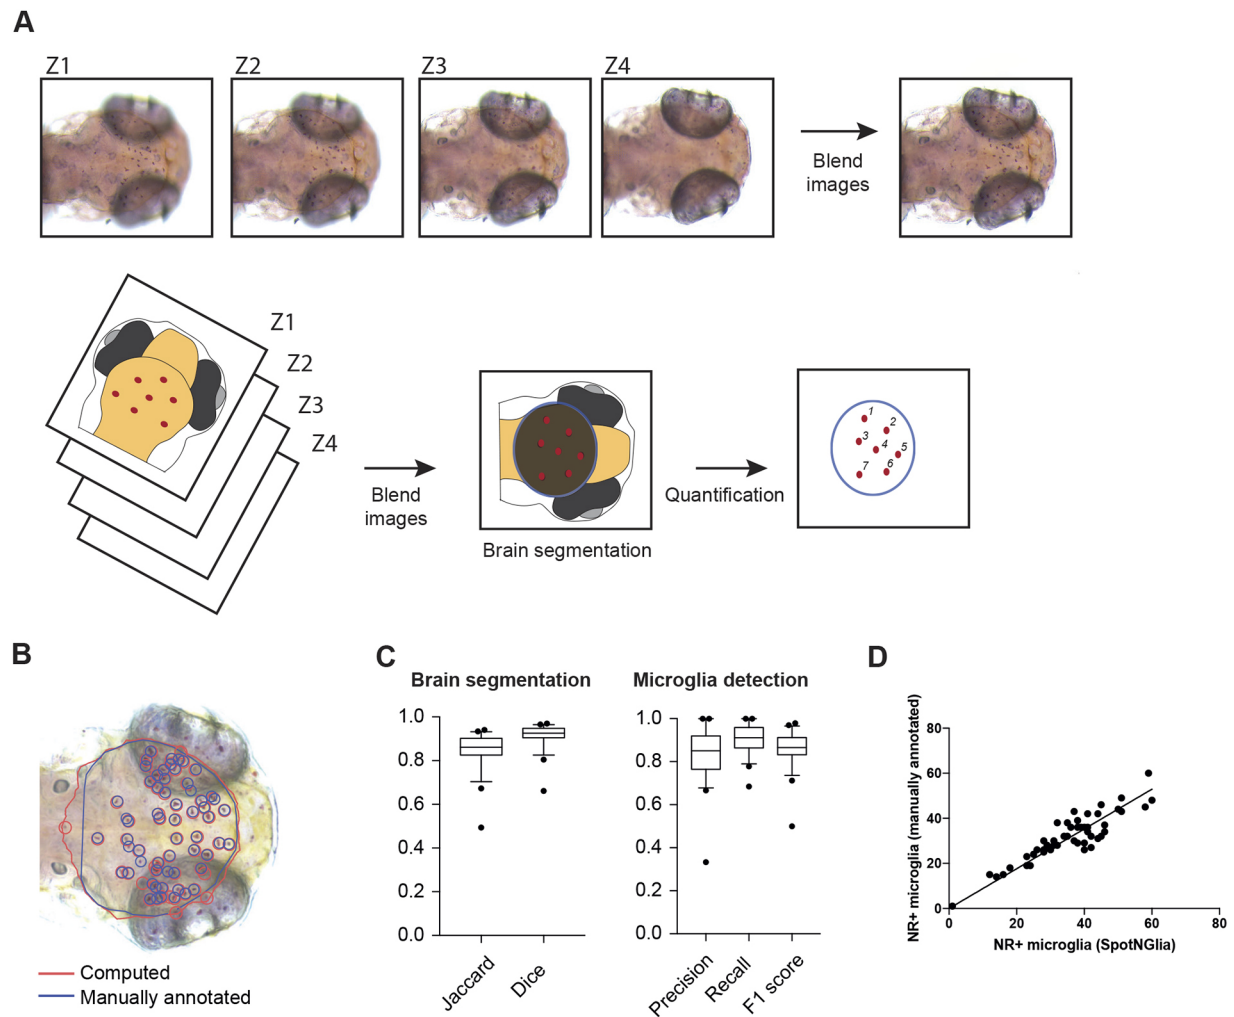 A
Z1
Z2
Z3
Z4
Blend
images
Z1
Z2
Z3
Z4
Blend
images
Brain segmentation
Quantification
1
2
3
4
5
6
7
B
Computed
Manually annotated
C
Brain segmentation
1.0
0.8
0.6
0.4
0.2
0.0
Jaccard
Dice
Microglia detection
1.0
0.8
0.6
0.4
0.2
0.0
Precision
Recall
F1 score
D
NR+ microglia (manually annotated)
80
60
40
20
0
0
20
40
60
80
NR+ microglia (SpotNGlia)